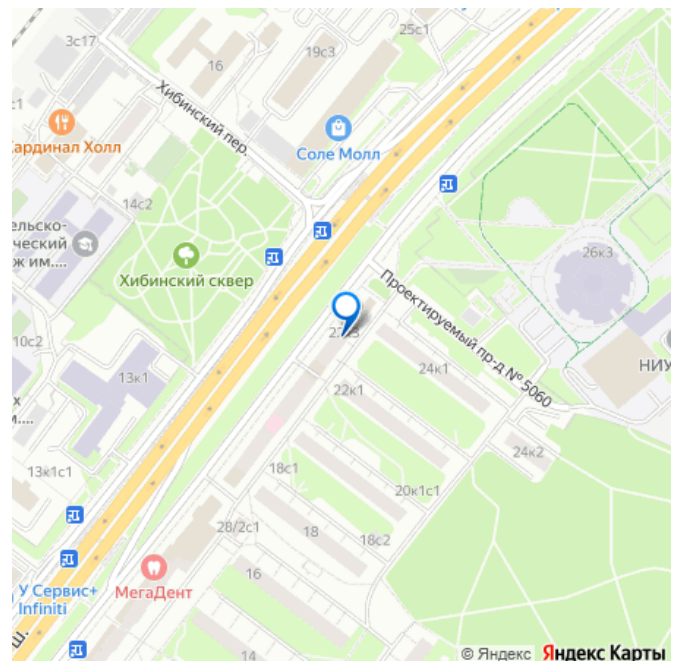 3с17
16
19с3
25с1
Хибинский пер.
Кардинал Холл
Соле Молл
14с2
Хибинский сквер
ж им....
26к3
Проектируемый пр-д № 5060
10с2
13к1
НИУ
22к1
24к1
24к2
13к1с1
18с1
20к1с1
28/2с1
18
18с2
У Сервис+
Infiniti
МегаДент
16
14
Ш.
© Яндекс Яндекс Карты